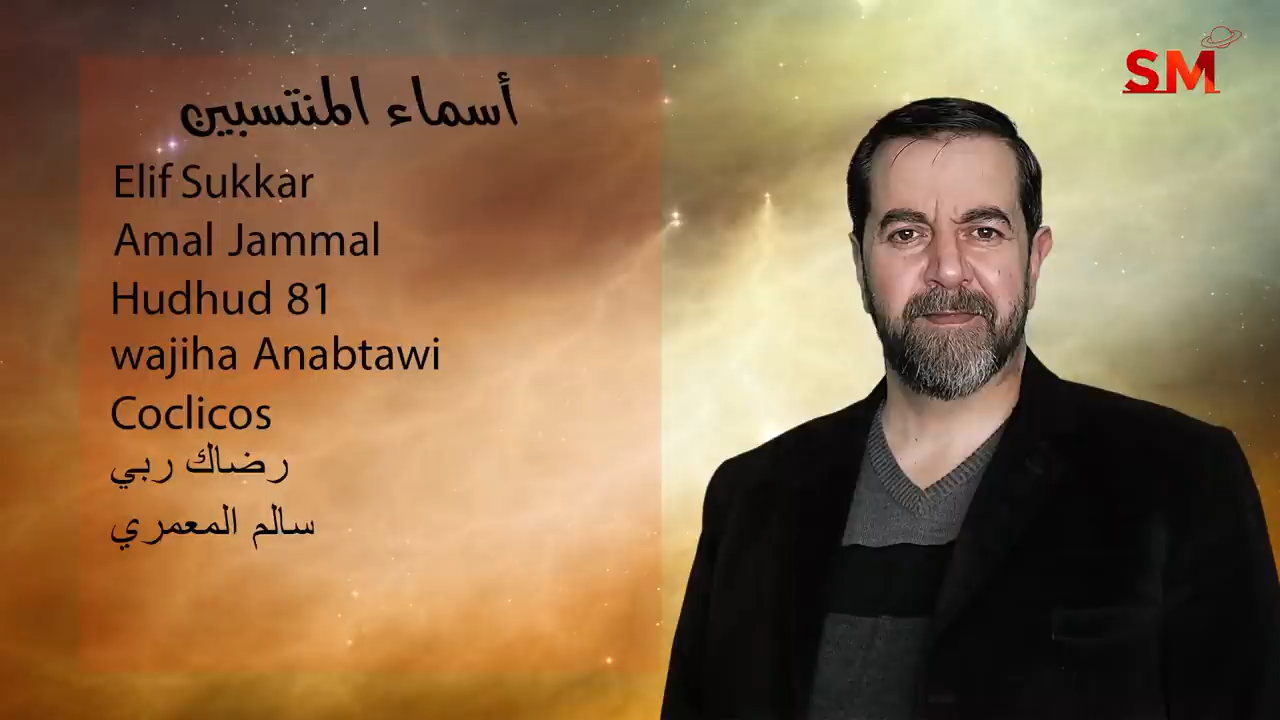 SM
أسماء المنتسبين
Elif Sukkar
Amal Jammal
Hudhud 81
wajiha Anabtawi
Coclicos
رضاك ربي
سالم المعمري